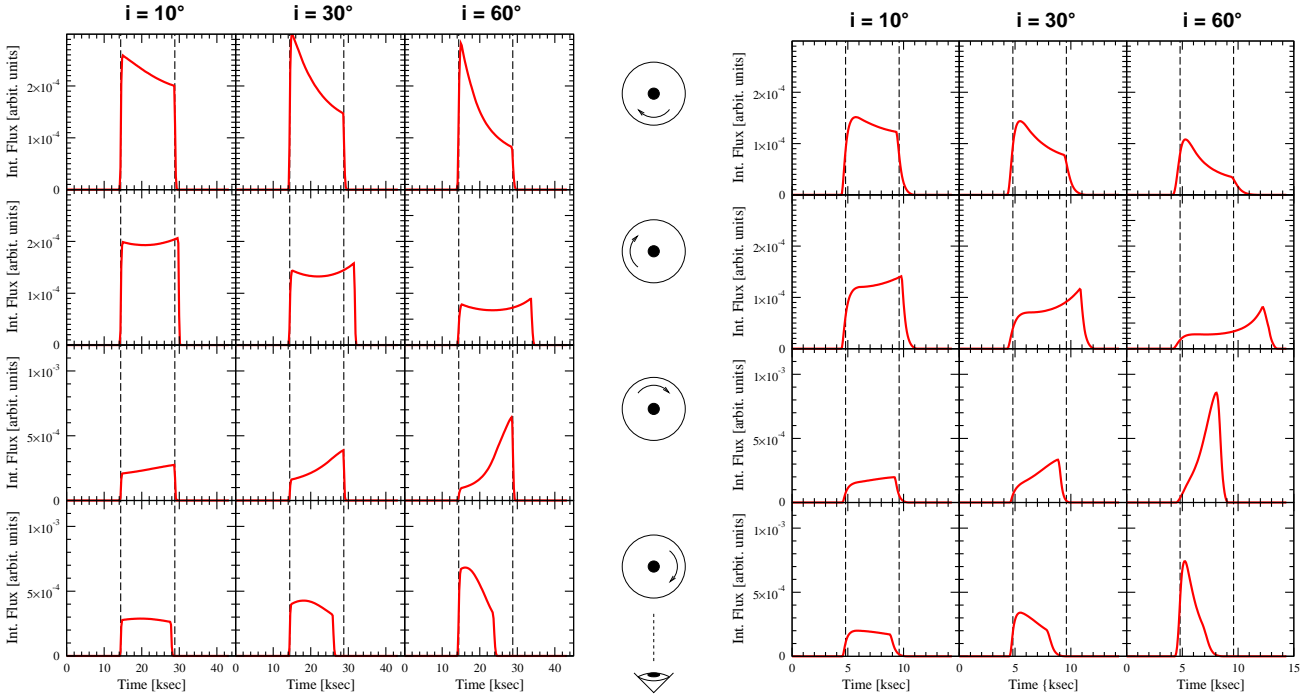 i = 10° i = 30° i = 60° i = 10° i = 30° i = 60°
Int. Flux [arbit. units]
2×10⁻⁴
1×10⁻⁴
0
Int. Flux [arbit. units]
2×10⁻⁴
1×10⁻⁴
0
Int. Flux [arbit. units]
1×10⁻³
5×10⁻⁴
0
Int. Flux [arbit. units]
1×10⁻³
5×10⁻⁴
0
0 10 20 30 40 0 10 20 30 40 0 10 20 30 40
Time [ksec] Time [ksec] Time [ksec]
Int. Flux [arbit. units]
2×10⁻⁴
1×10⁻⁴
0
Int. Flux [arbit. units]
2×10⁻⁴
1×10⁻⁴
0
Int. Flux [arbit. units]
1×10⁻³
5×10⁻⁴
0
Int. Flux [arbit. units]
1×10⁻³
5×10⁻⁴
0
0 5 10 0 5 10 0 5 10 15
Time [ksec] Time {ksec] Time [ksec]